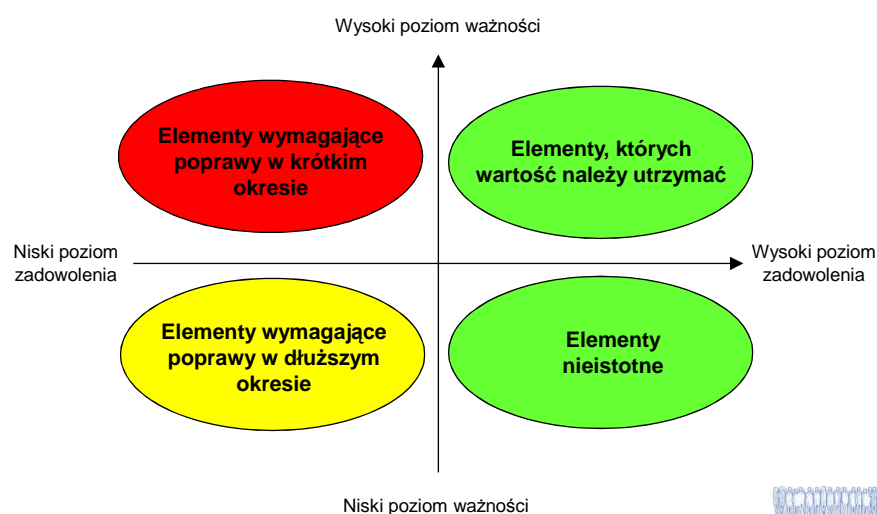 Wysoki poziom ważności
Elementy wymagające
poprawy w krótkim
okresie
Elementy, których
wartość należy utrzymać
Niski poziom
zadowolenia
Wysoki poziom
zadowolenia
Elementy wymagające
poprawy w dłuższym
okresie
Elementy
nieistotne
Niski poziom ważności